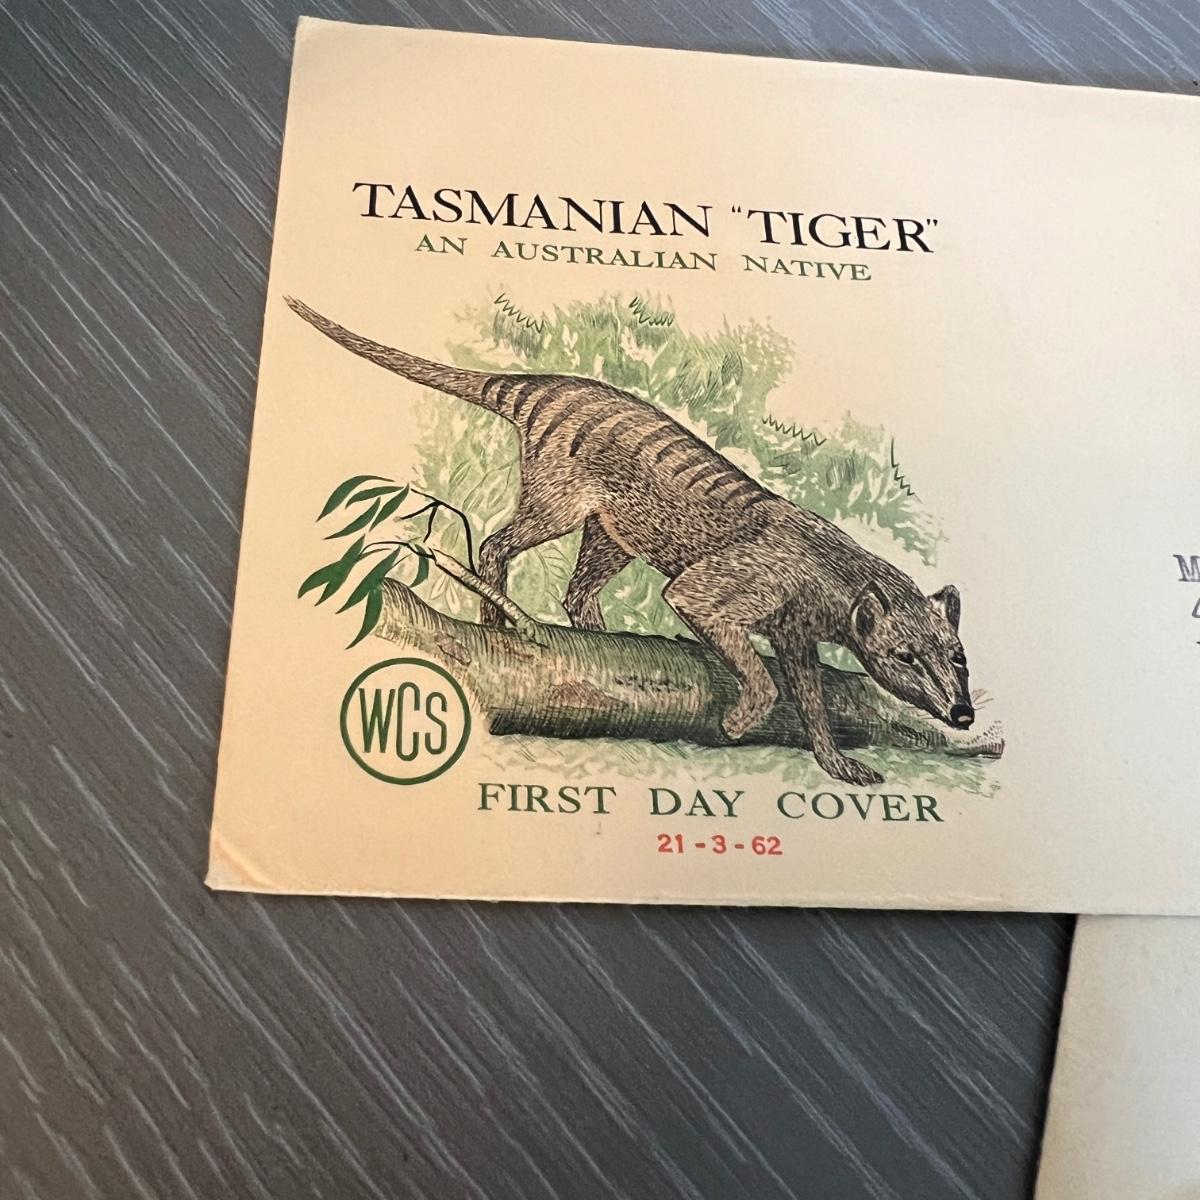 TASMANIAN "TIGER"
AN AUSTRALIAN NATIVE
WCS
FIRST DAY COVER
21-3-62